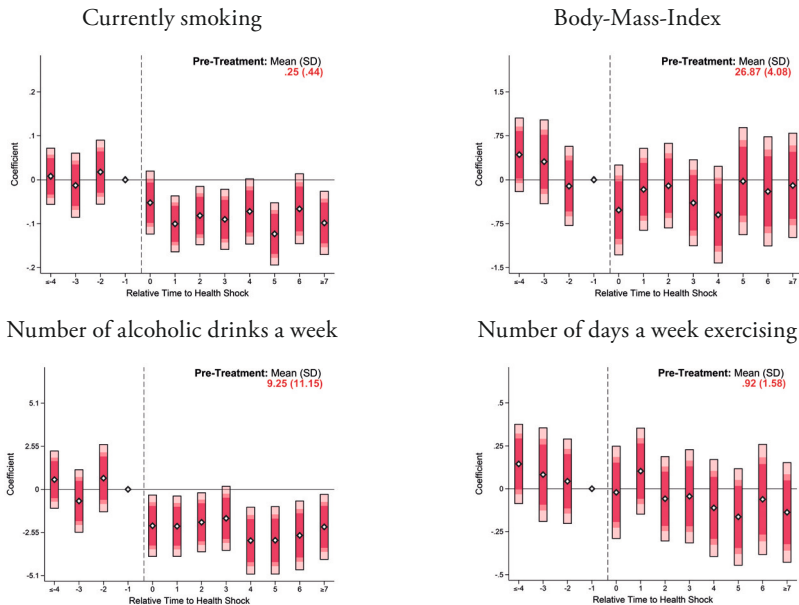 Currently smoking
Pre-Treatment: Mean (SD)
.25 (.44)
.2
.1
0
-.1
-.2
Coefficient
≤-4 -3 -2 -1 0 1 2 3 4 5 6 ≥7
Relative Time to Health Shock
Body-Mass-Index
Pre-Treatment: Mean (SD)
26.87 (4.08)
1.5
.75
0
-.75
-1.5
Coefficient
≤-4 -3 -2 -1 0 1 2 3 4 5 6 ≥7
Relative Time to Health Shock
Number of alcoholic drinks a week
Pre-Treatment: Mean (SD)
9.25 (11.15)
5.1
2.55
0
-2.55
-5.1
Coefficient
≤-4 -3 -2 -1 0 1 2 3 4 5 6 ≥7
Relative Time to Health Shock
Number of days a week exercising
Pre-Treatment: Mean (SD)
.92 (1.58)
.5
.25
0
-.25
-.5
Coefficient
≤-4 -3 -2 -1 0 1 2 3 4 5 6 ≥7
Relative Time to Health Shock